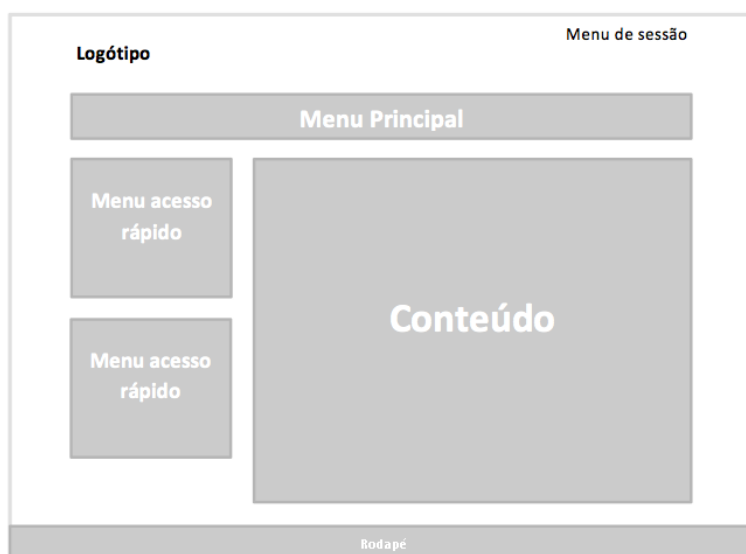 Menu de sessão
Logótipo
Menu Principal
Menu acesso
rápido
Conteúdo
Menu acesso
rápido
Rodapé